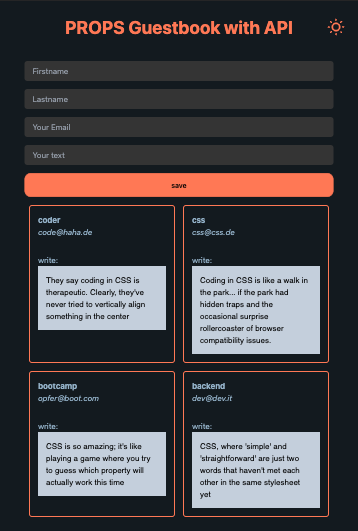 PROPS Guestbook with API
Firstname
Lastname
Your Email
Your text
save
coder
code@haha.de
write:
They say coding in CSS is
therapeutic. Clearly, they've
never tried to vertically align
something in the center
css
css@css.de
write:
Coding in CSS is like a walk in
the park... if the park had
hidden traps and the
occasional surprise
rollercoaster of browser
compatibility issues.
bootcamp
opfer@boot.com
write:
CSS is so amazing; it's like
playing a game where you try
to guess which property will
actually work this time
backend
dev@dev.it
write:
CSS, where 'simple' and
'straightforward' are just two
words that haven't met each
other in the same stylesheet
yet